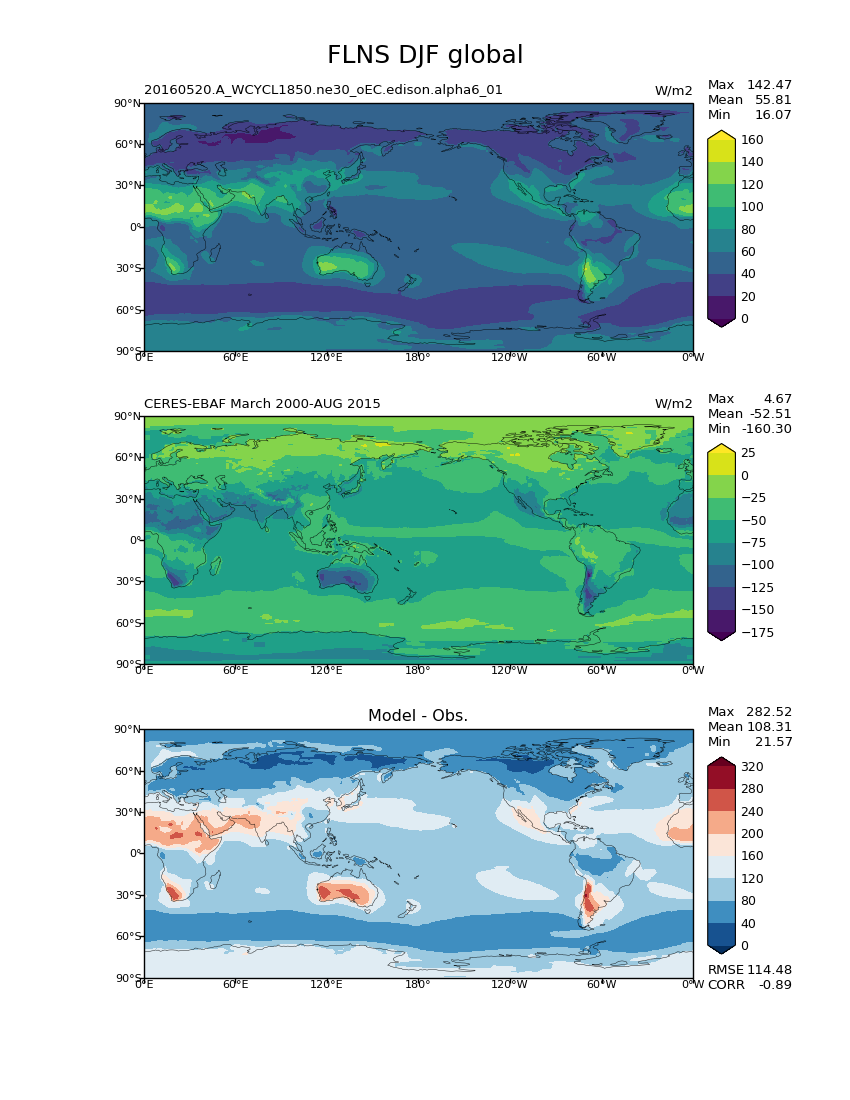 FLNS DJF global
20160520.A_WCYCL1850.ne30_oEC.edison.alpha6_01 W/m2
Max 142.47
Mean 55.81
Min 16.07
90°N
60°N
30°N
0°
30°S
60°S
90°S
0°E 60°E 120°E 180° 120°W 60°W 0°W
160
140
120
100
80
60
40
20
0
CERES-EBAF March 2000-AUG 2015 W/m2
Max 4.67
Mean -52.51
Min -160.30
90°N
60°N
30°N
0°
30°S
60°S
90°S
0°E 60°E 120°E 180° 120°W 60°W 0°W
25
0
−25
−50
−75
−100
−125
−150
−175
Model - Obs.
Max 282.52
Mean 108.31
Min 21.57
90°N
60°N
30°N
0°
30°S
60°S
90°S
0°E 60°E 120°E 180° 120°W 60°W 0°W
320
280
240
200
160
120
80
40
0
RMSE 114.48
CORR -0.89